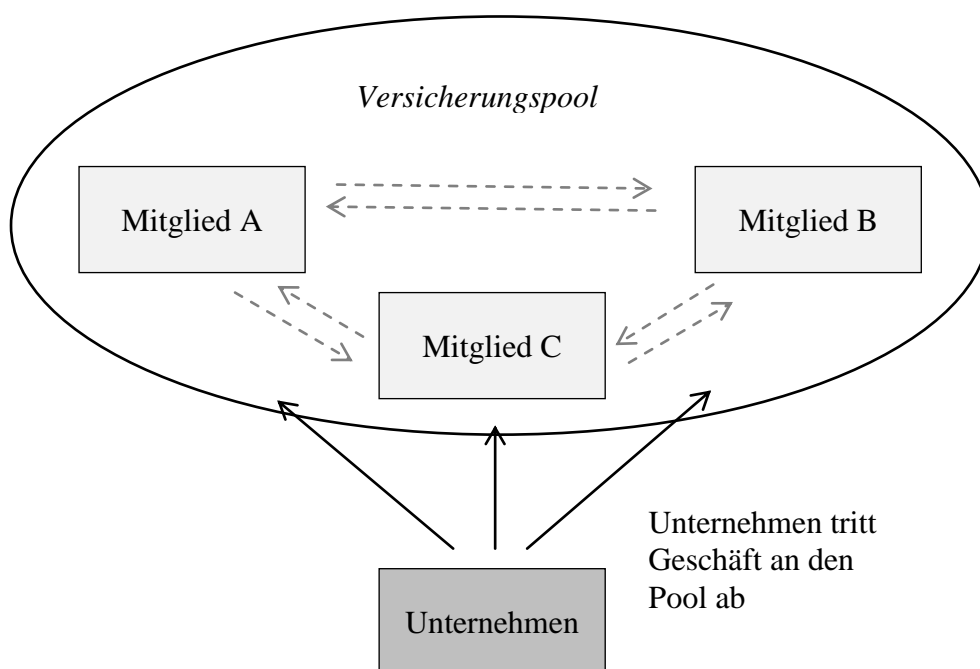 Versicherungspool
Mitglied A
Mitglied B
Mitglied C
Unternehmen tritt
Geschäft an den
Pool ab
Unternehmen